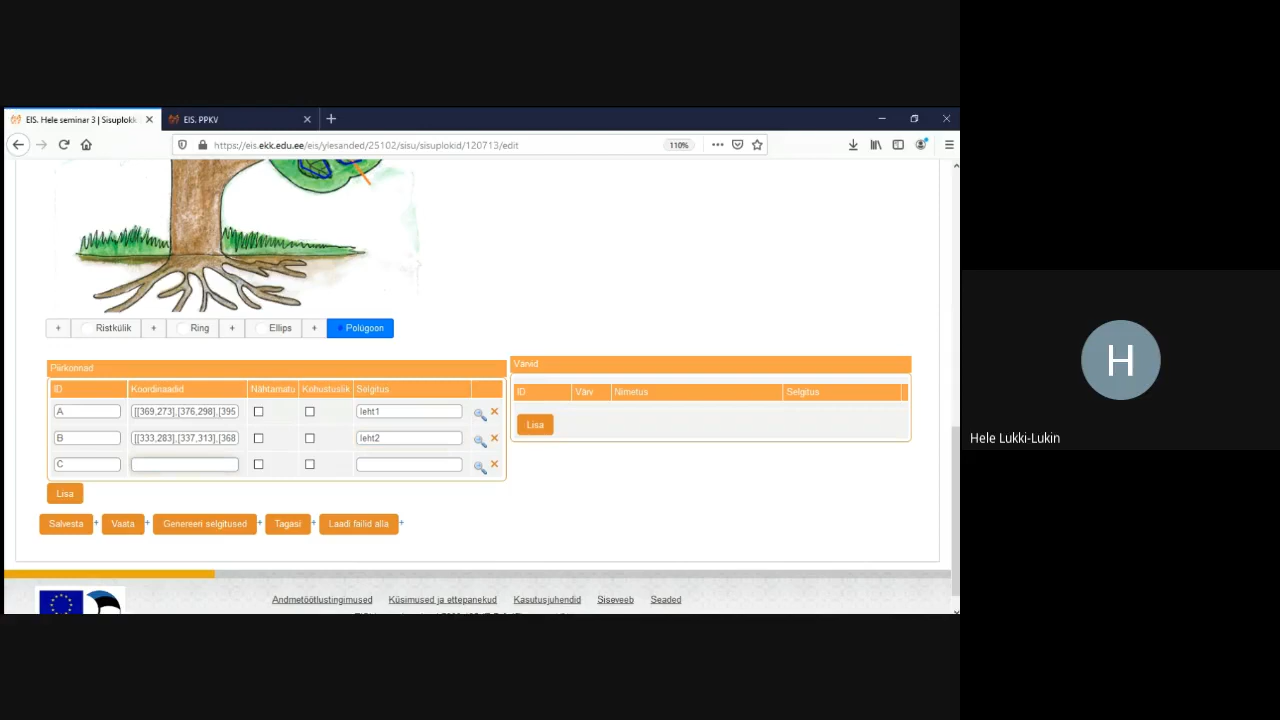 EIS. Hele seminar 3 | Sisuplokk
EIS. PPKV
https://eis.ekk.edu.ee/eis/ylesanded/25102/sisu/sisuplokid/120713/edit
110%
+ Ristkülik + Ring + Ellips + Polügoon
Piirkonnad
ID Koordinaadid Nähtamatu Kohustuslik Selgitus
A [[369,273],[376,298],[395 leht1
B [[333,283],[337,313],[368 leht2
C
Lisa
Värvid
ID Värv Nimetus Selgitus
Lisa
Salvesta + Vaata + Genereeri selgitused + Tagasi + Laadi failid alla +
Andmetöötlustingimused Küsimused ja ettepanekud Kasutusjuhendid Siseveeb Seaded
H
Hele Lukki-Lukin